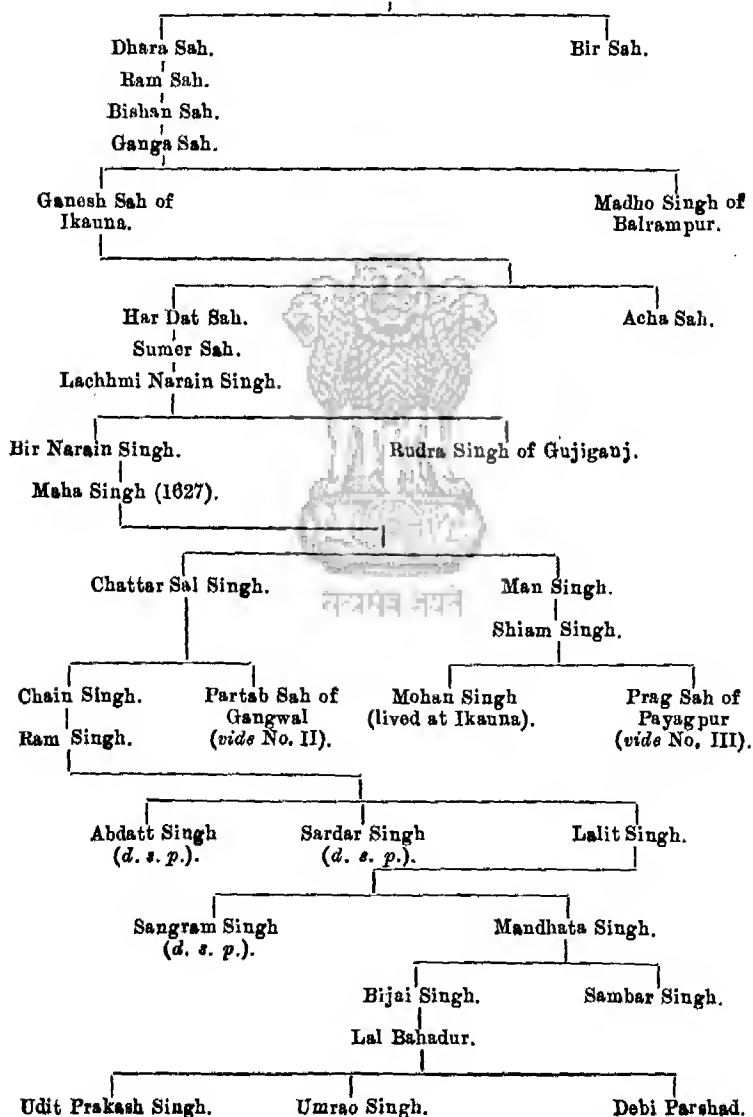 Dhara Sah. Bir Sah.
Ram Sah.
Bishan Sah.
Ganga Sah.
Ganesh Sah of Ikauna. Madho Singh of Balrampur.
Har Dat Sah. Acha Sah.
Sumer Sah.
Lachhmi Narain Singh.
Bir Narain Singh. Rudra Singh of Gujiganj.
Maha Singh (1627).
Chattar Sal Singh. Man Singh.
सत्यमेव जयते
Shiam Singh.
Chain Singh. Partab Sah of Gangwal (vide No. II). Mohan Singh (lived at Ikauna). Prag Sah of Payagpur (vide No. III).
Ram Singh.
Abdatt Singh (d. s. p.). Sardar Singh (d. s. p.). Lalit Singh.
Sangram Singh (d. s. p.). Mandhata Singh.
Bijai Singh. Sambar Singh.
Lal Bahadur.
Udit Prakash Singh. Umrao Singh. Debi Parshad.